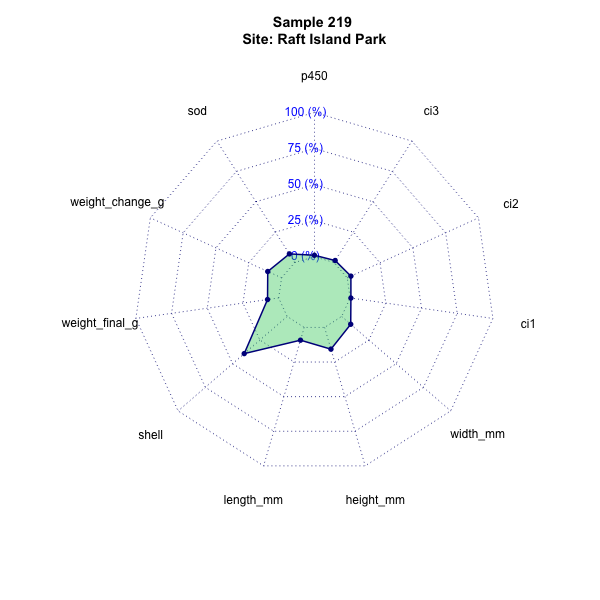 Sample 219
Site: Raft Island Park
p450
sod
ci3
100 (%)
75 (%)
weight_change_g
ci2
50 (%)
25 (%)
0 (%)
weight_final_g
ci1
shell
width_mm
length_mm
height_mm